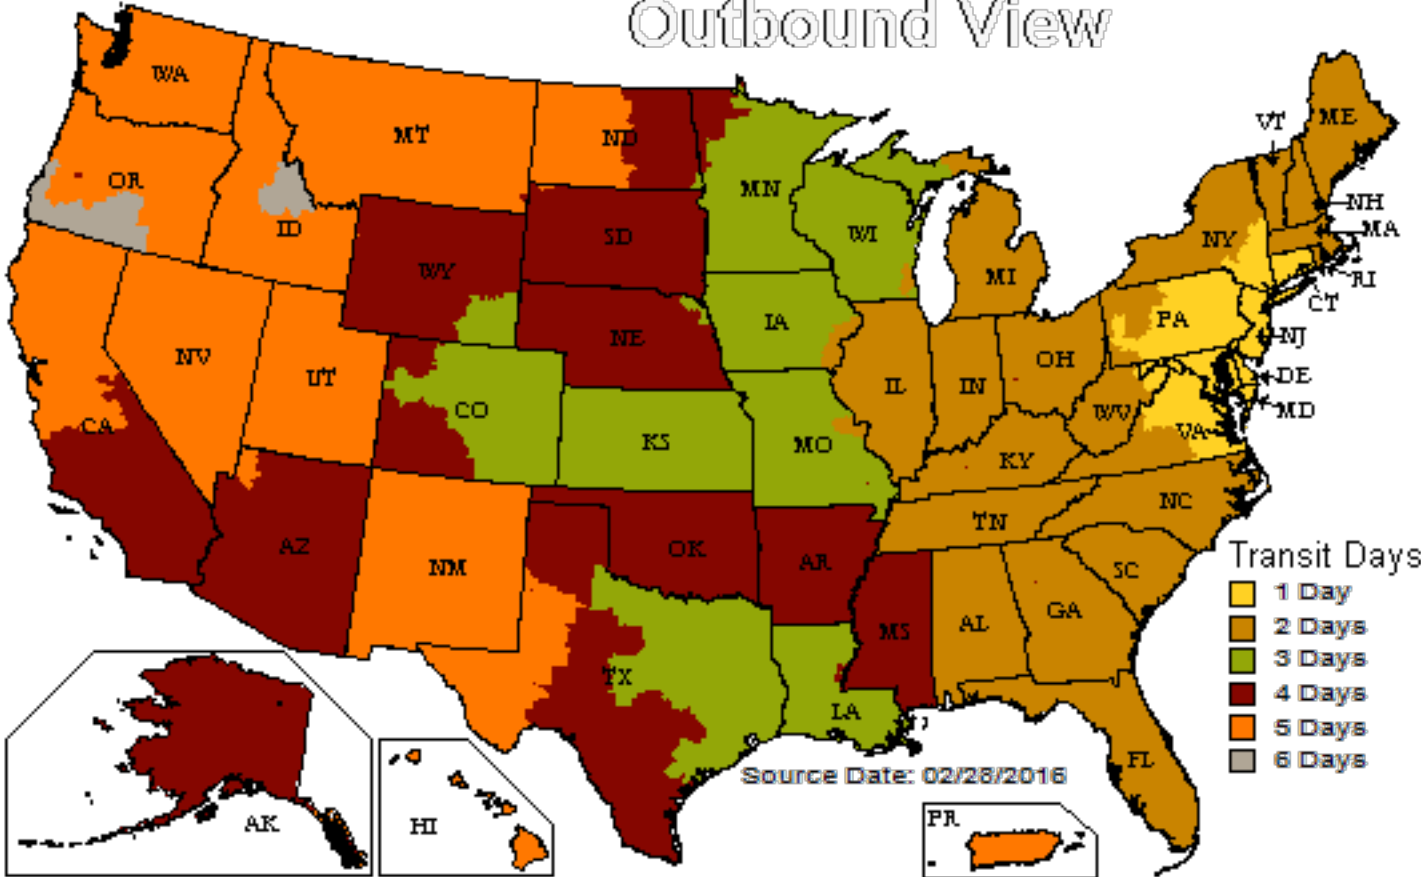 Outbound View
WA
MT
ND
VT
ME
OR
MN
NH
ID
SD
WI
NY
MA
WY
MI
RI
CT
IA
PA
NE
NJ
NV
UT
OH
DE
IL
IN
CO
MD
CA
WV
VA
KS
MO
KY
NC
TN
AZ
NM
OK
AR
SC
Transit Days
1 Day
GA
AL
MS
2 Days
3 Days
TX
4 Days
LA
5 Days
FL
6 Days
Source Date: 02/28/2016
AK
HI
PR